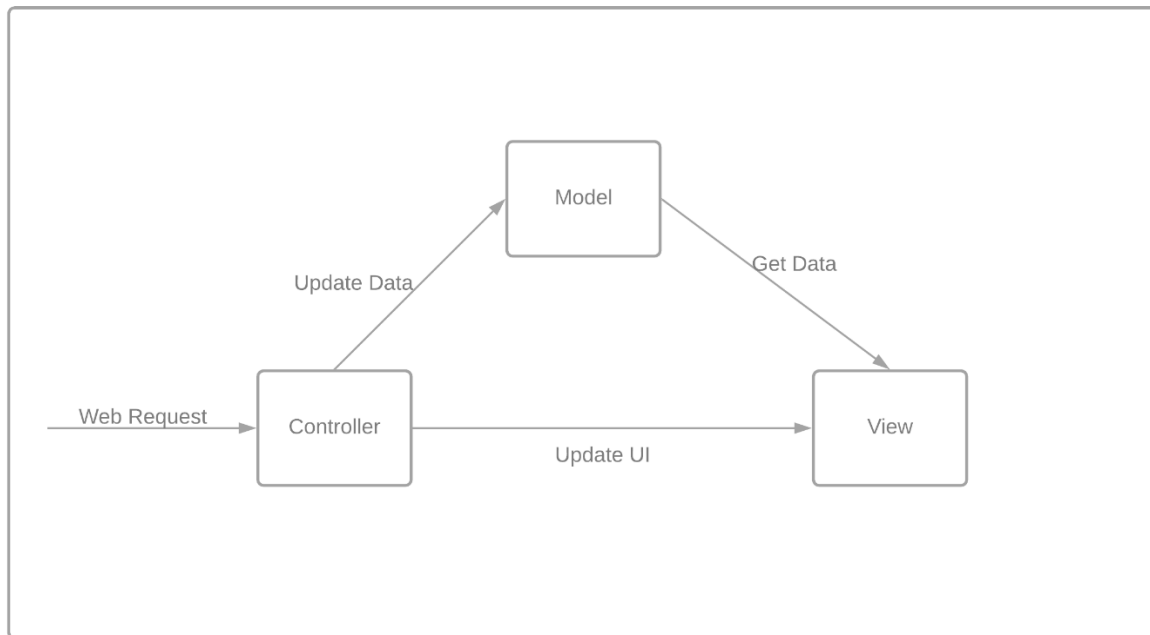 Model
Get Data
Update Data
Web Request
Controller
View
Update UI